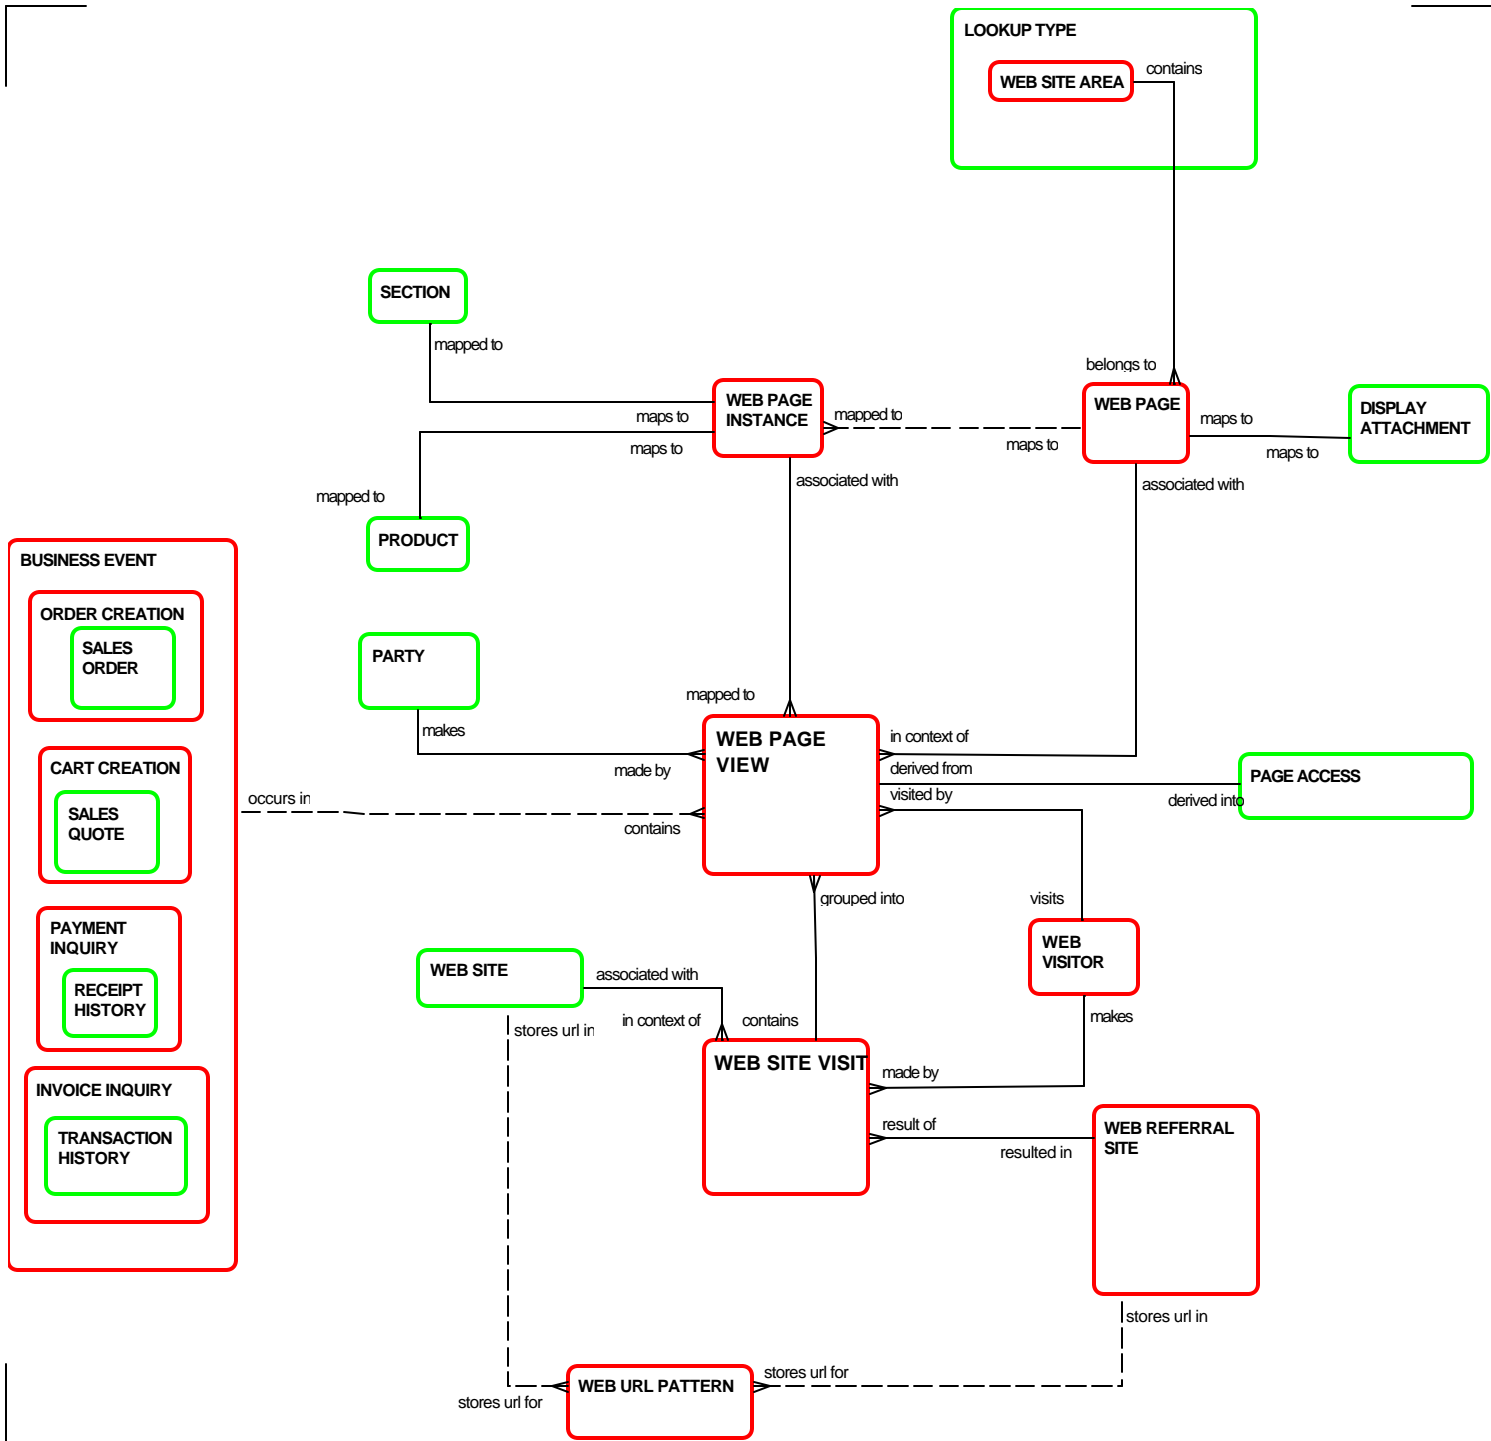 LOOKUP TYPE
WEB SITE AREA
contains
SECTION
mapped to
belongs to
WEB PAGE
INSTANCE
maps to
maps to
mapped to
maps to
WEB PAGE
maps to
maps to
DISPLAY
ATTACHMENT
associated with
associated with
mapped to
PRODUCT
BUSINESS EVENT
ORDER CREATION
SALES
ORDER
PARTY
makes
made by
mapped to
WEB PAGE
VIEW
in context of
derived from
visited by
derived into
PAGE ACCESS
CART CREATION
SALES
QUOTE
occurs in
contains
grouped into
visits
PAYMENT
INQUIRY
RECEIPT
HISTORY
WEB SITE
associated with
in context of
contains
stores url in
WEB
VISITOR
makes
WEB SITE VISIT
made by
result of
resulted in
INVOICE INQUIRY
TRANSACTION
HISTORY
WEB REFERRAL
SITE
stores url in
stores url for
WEB URL PATTERN
stores url for